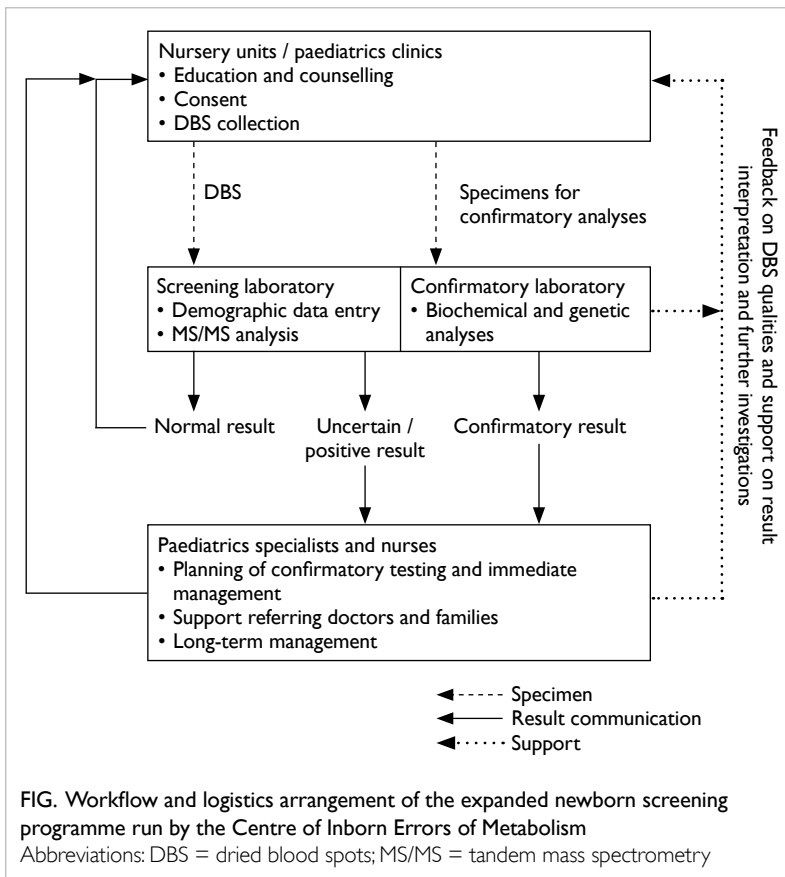 Nursery units / paediatrics clinics
• Education and counselling
• Consent
• DBS collection
DBS
Specimens for
confirmatory analyses
Screening laboratory
• Demographic data entry
• MS/MS analysis
Confirmatory laboratory
• Biochemical and genetic
analyses
Normal result
Uncertain /
positive result
Confirmatory result
Paediatrics specialists and nurses
• Planning of confirmatory testing and immediate
management
• Support referring doctors and families
• Long-term management
Feedback on DBS qualities and support on result
interpretation and further investigations
Specimen
Result communication
Support
FIG. Workflow and logistics arrangement of the expanded newborn screening
programme run by the Centre of Inborn Errors of Metabolism
Abbreviations: DBS = dried blood spots; MS/MS = tandem mass spectrometry